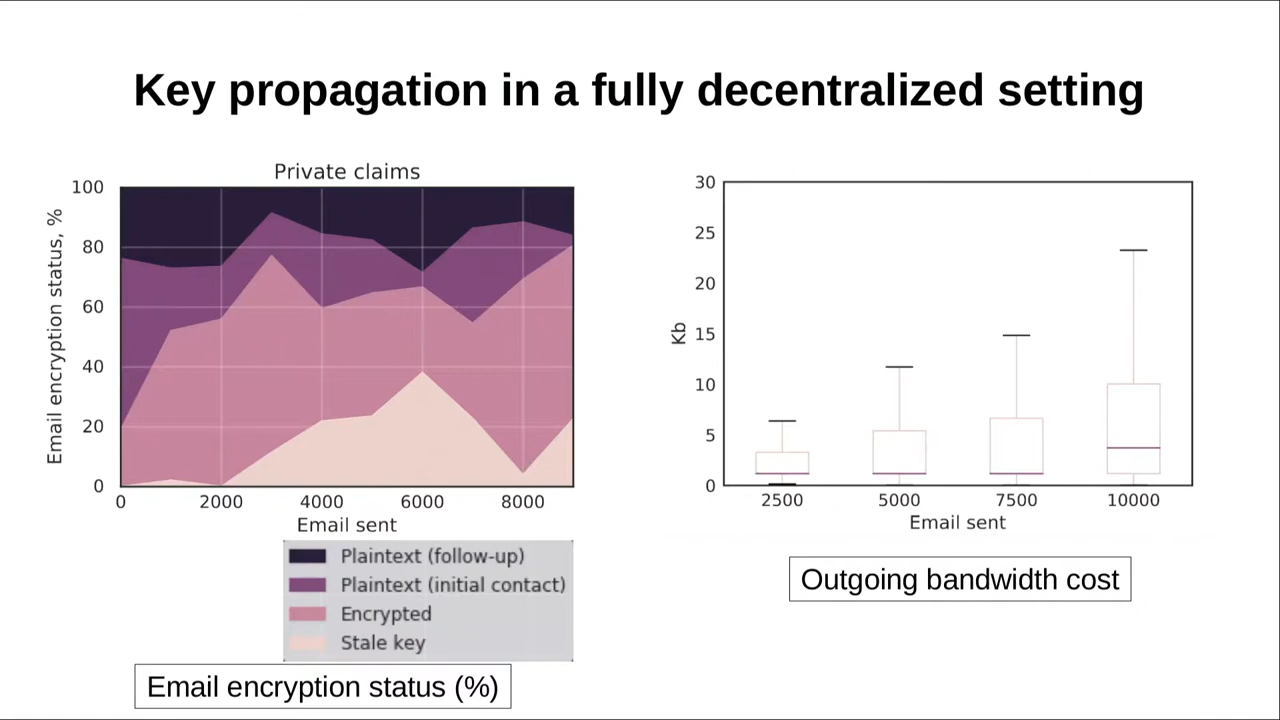 Key propagation in a fully decentralized setting
Private claims
Email encryption status, %
100
80
60
40
20
0
0 2000 4000 6000 8000
Email sent
Plaintext (follow-up)
Plaintext (initial contact)
Encrypted
Stale key
Email encryption status (%)
Kb
30
25
20
15
10
5
0
2500 5000 7500 10000
Email sent
Outgoing bandwidth cost